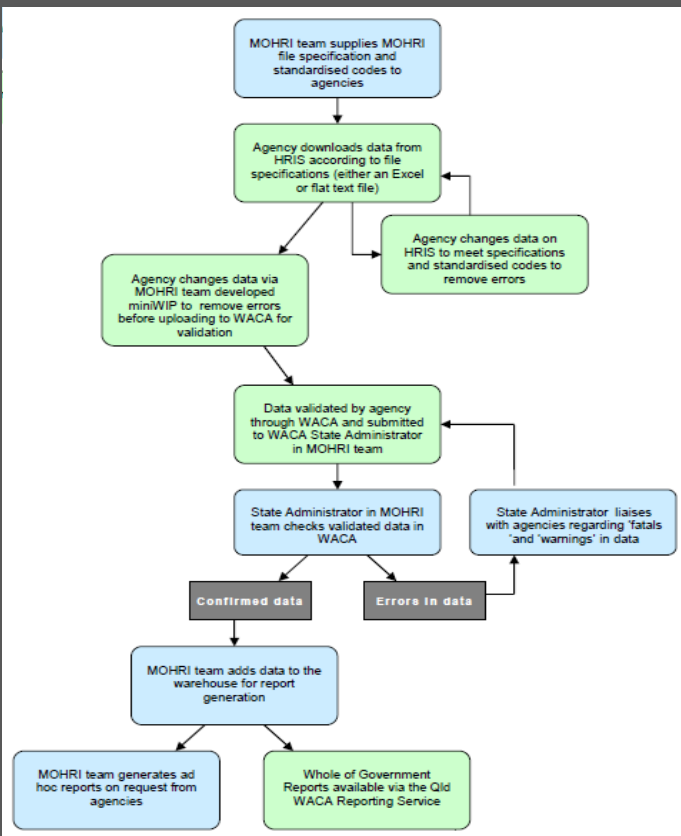 MOHRI team supplies MOHRI
file specification and
standardised codes to
agencies
Agency downloads data from
HRIS according to file
specifications (either an Excel
or flat text file)
Agency changes data on
HRIS to meet specifications
and standardised codes to
remove errors
Agency changes data via
MOHRI team developed
miniWIP to  remove errors
before uploading to WACA for
validation
Data validated by agency
through WACA and submitted
to WACA State Administrator
in MOHRI team
State Administrator in MOHRI
team checks validated data in
WACA
State Administrator  liaises
with agencies regarding 'fatals
'and 'warnings' in data
Confirmed data
Errors in data
MOHRI team adds data to the
warehouse for report
generation
MOHRI team generates ad
hoc reports on request from
agencies
Whole of Government
Reports available via the Qld
WACA Reporting Service